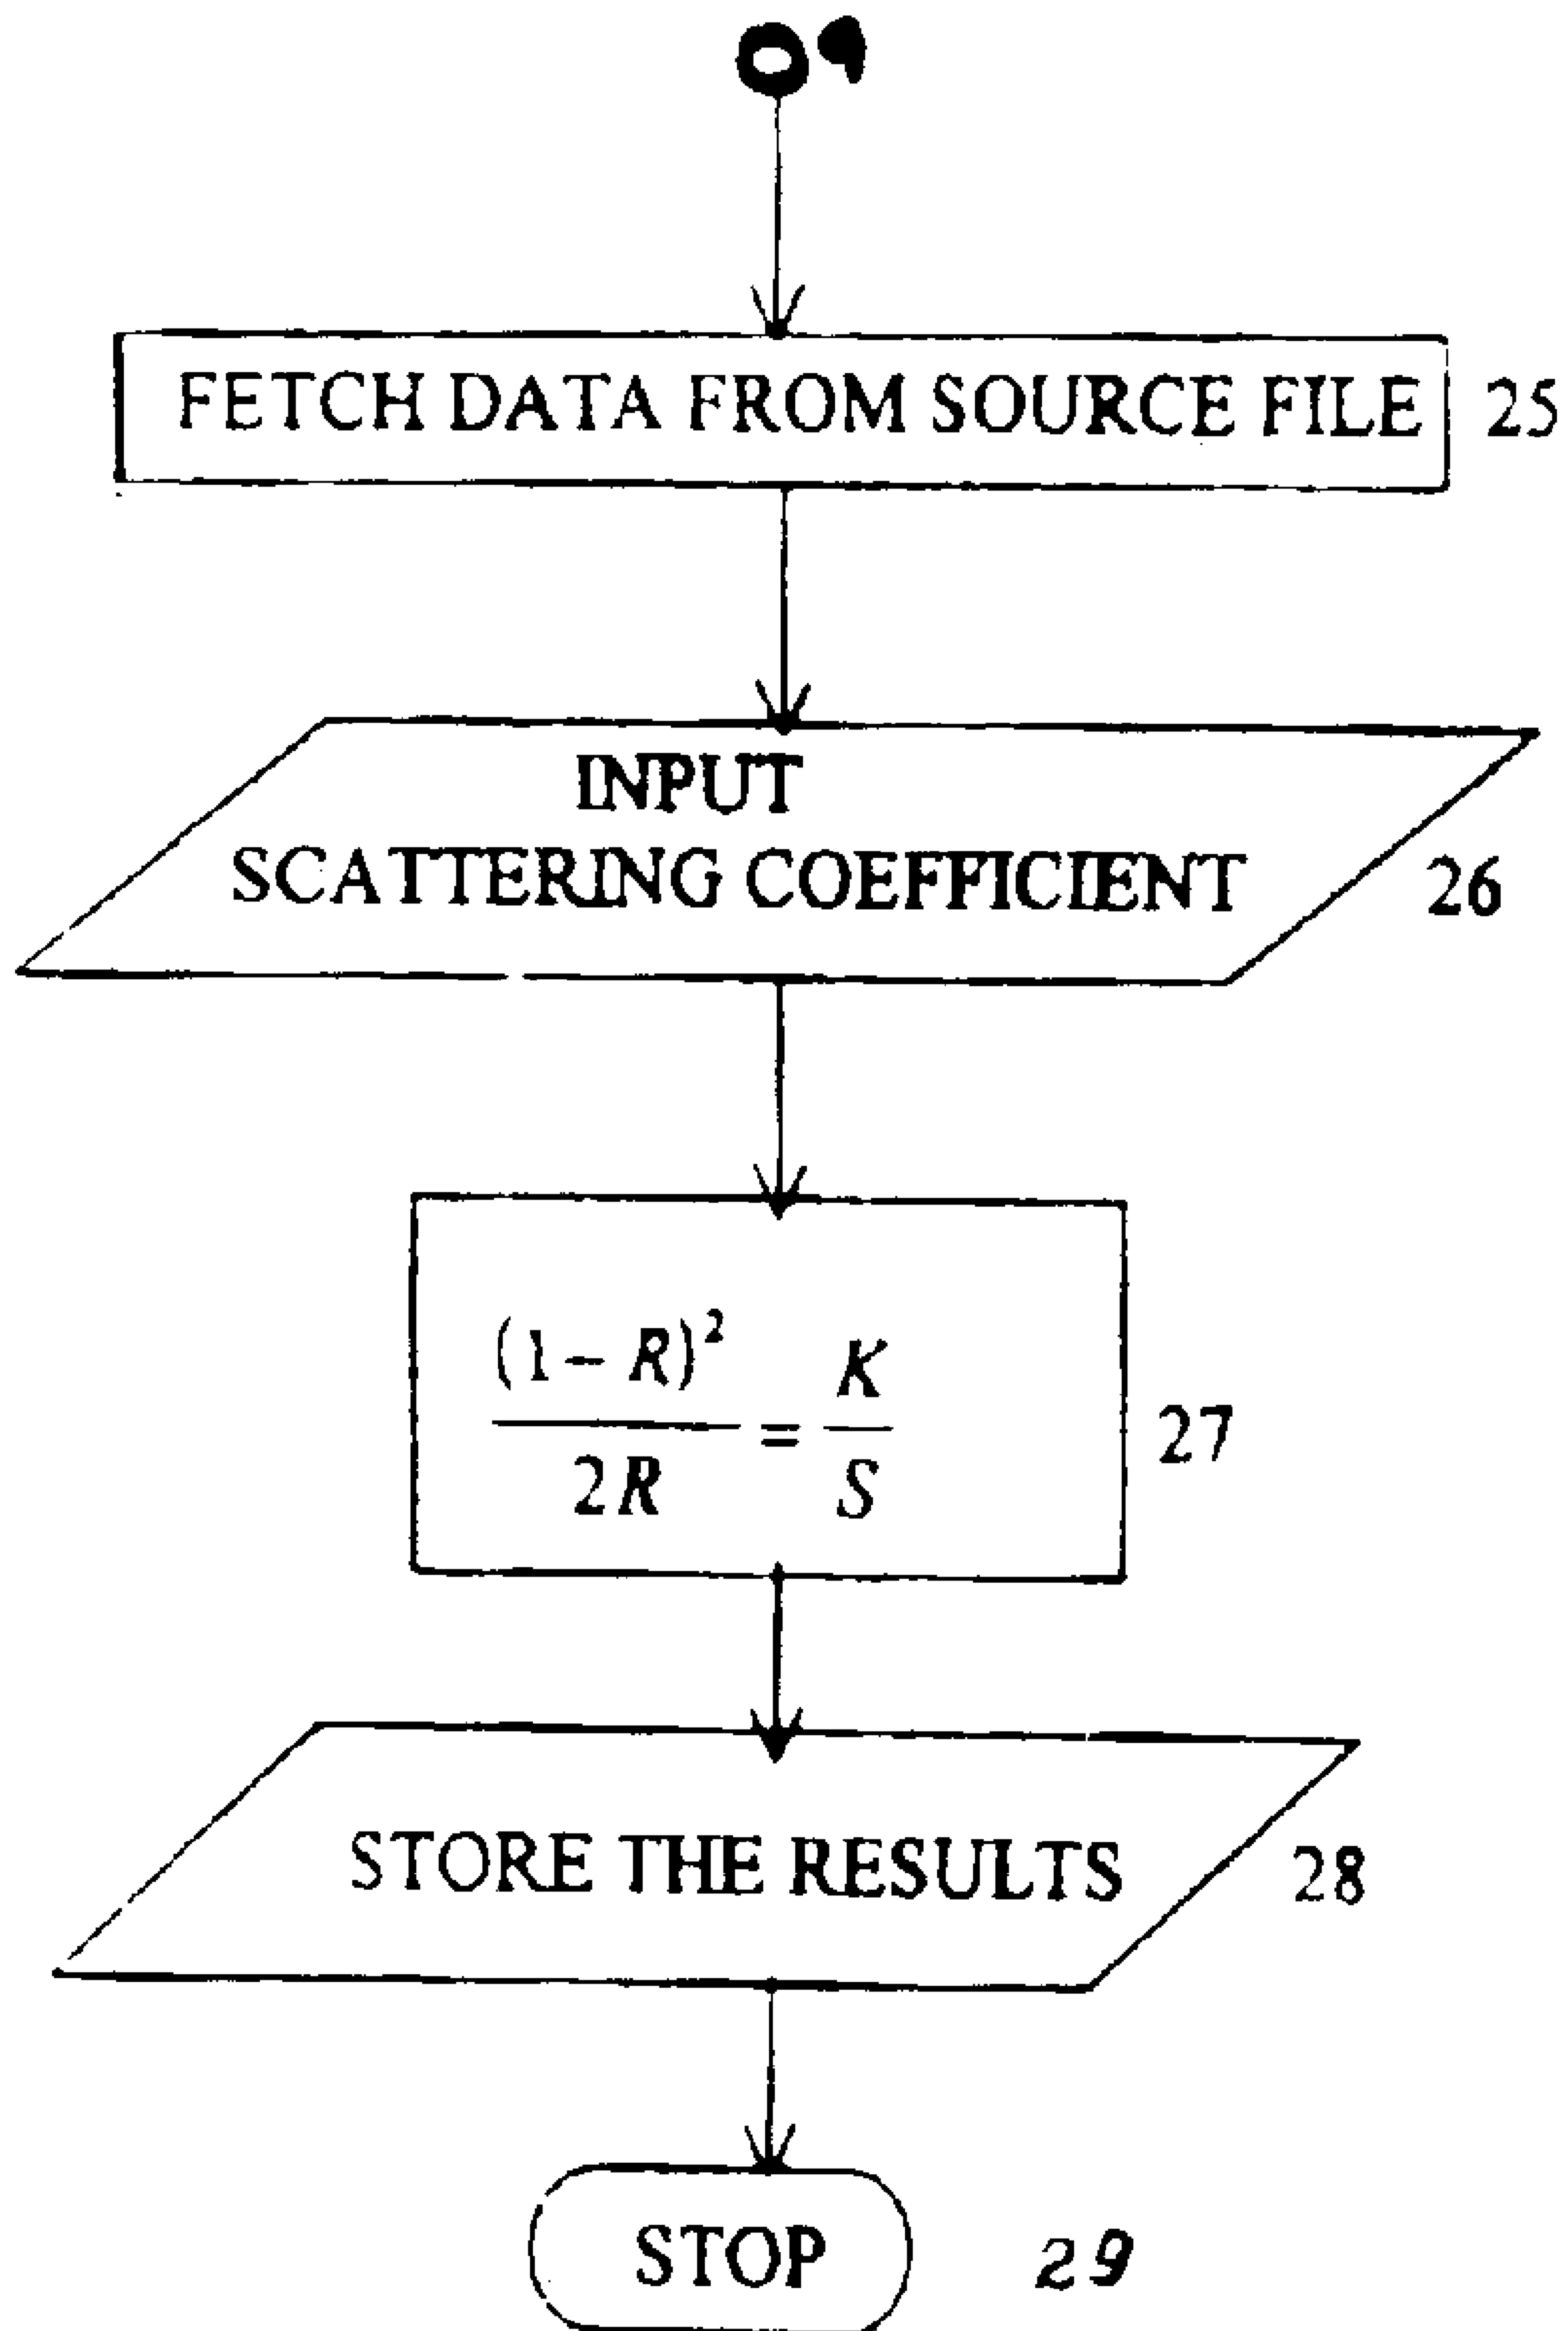 FETCH DATA FROM SOURCE FILE 25
INPUT
SCATTERING COEFFICIENT 26
(1 - R)² / 2R = K / S 27
STORE THE RESULTS 28
STOP 29